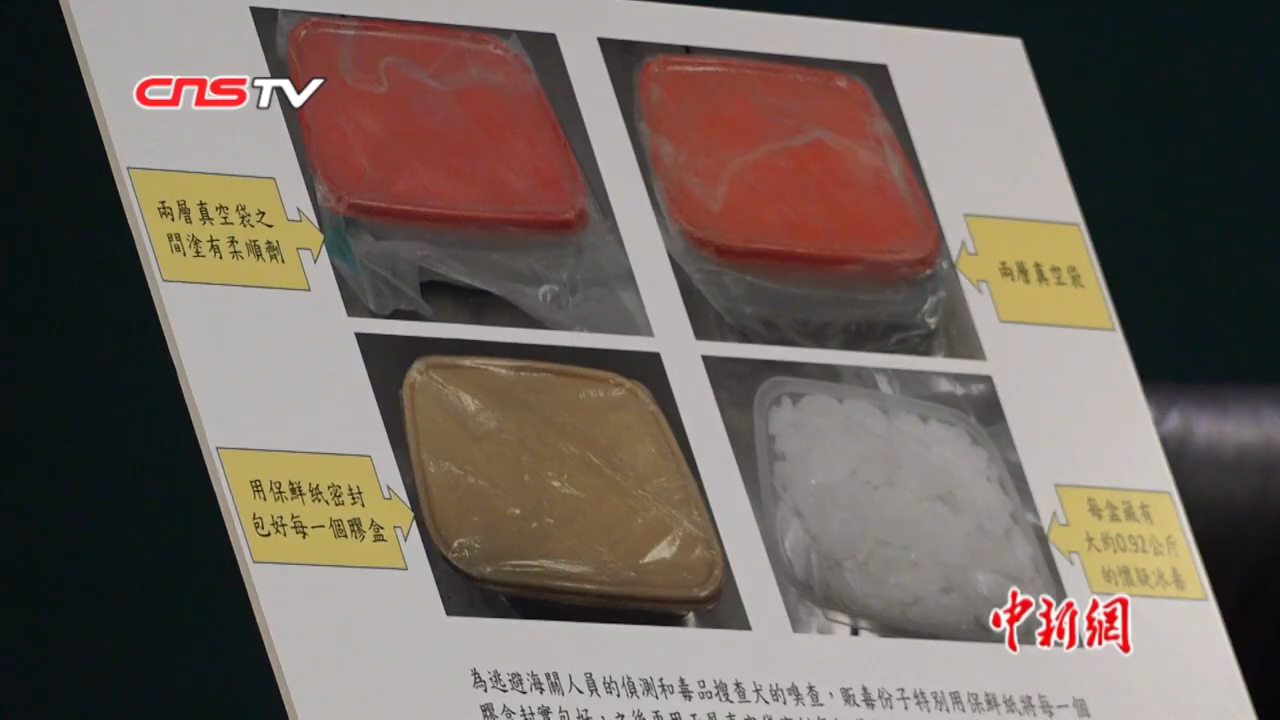 CNSTV
兩層真空袋之
間塗有柔順劑
兩層真空袋
用保鮮紙密封
包好每一個膠盒
每盒藏有
大約0.92公斤
的懷疑冰毒
中新網
為逃避海關人員的偵測和毒品搜查犬的嗅查，販毒份子特別用保鮮紙將每一個
膠盒封實包好，之後再用